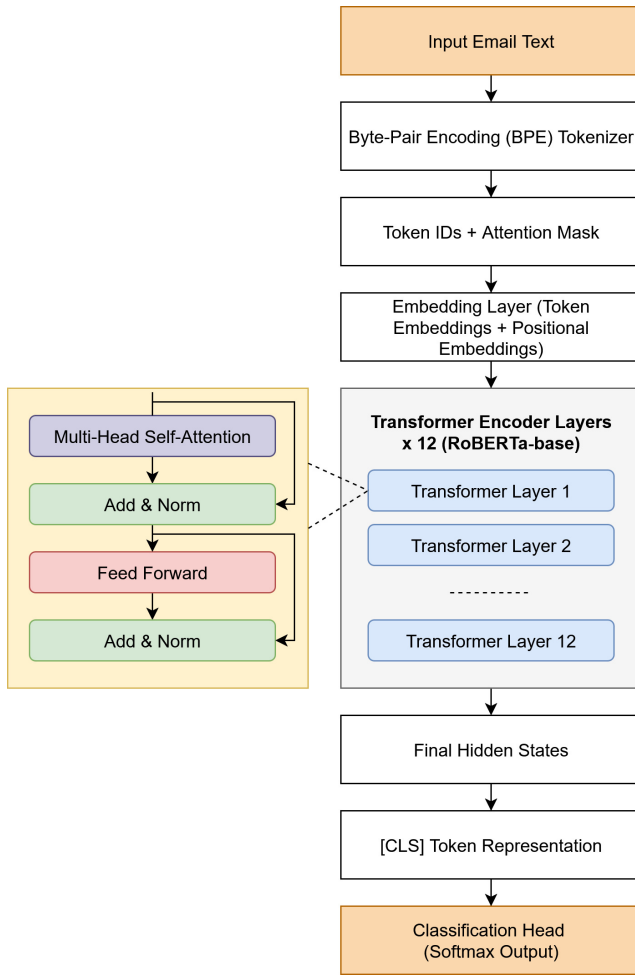 Input Email Text
Byte-Pair Encoding (BPE) Tokenizer
Token IDs + Attention Mask
Embedding Layer (Token
Embeddings + Positional
Embeddings)
Multi-Head Self-Attention
Add & Norm
Feed Forward
Add & Norm
Transformer Encoder Layers
x 12 (RoBERTa-base)
Transformer Layer 1
Transformer Layer 2
Transformer Layer 12
Final Hidden States
[CLS] Token Representation
Classification Head
(Softmax Output)